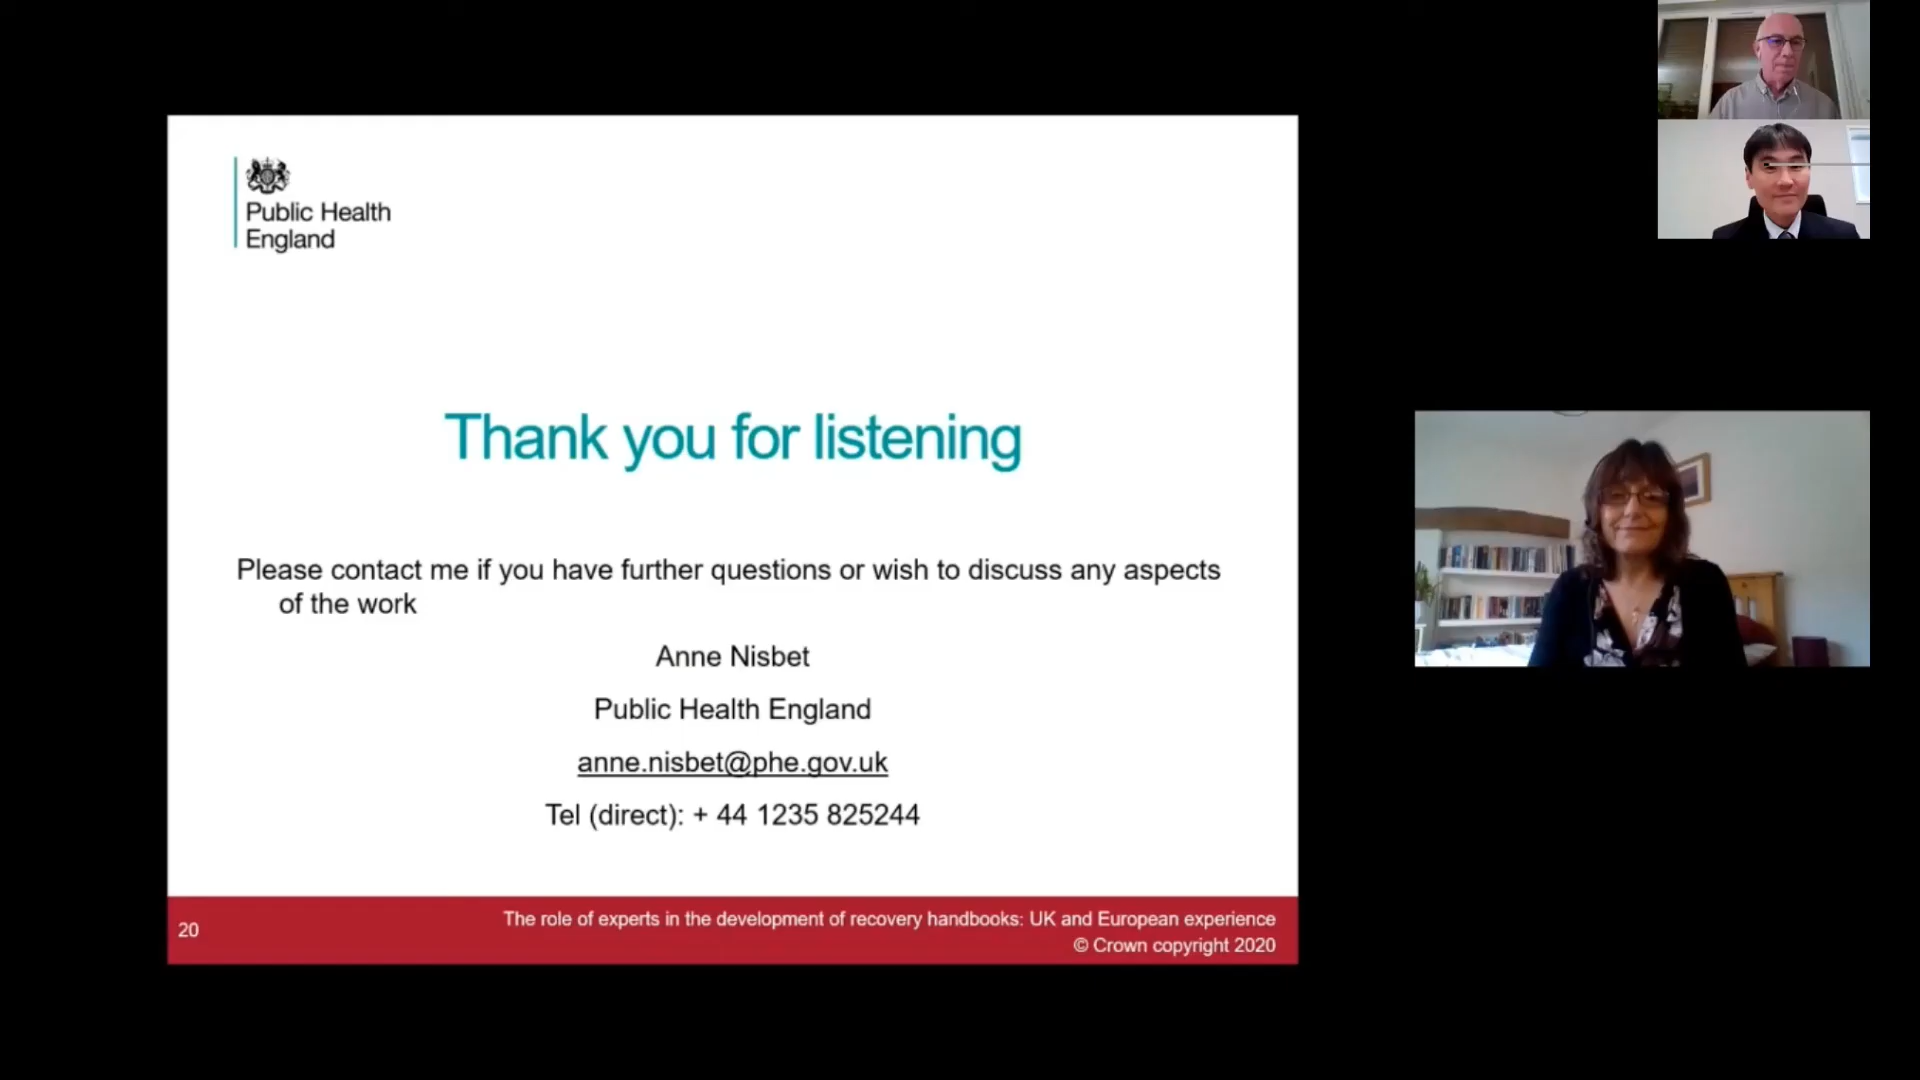 Public Health
England
Thank you for listening
Please contact me if you have further questions or wish to discuss any aspects
of the work
Anne Nisbet
Public Health England
anne.nisbet@phe.gov.uk
Tel (direct): + 44 1235 825244
20
The role of experts in the development of recovery handbooks: UK and European experience
© Crown copyright 2020